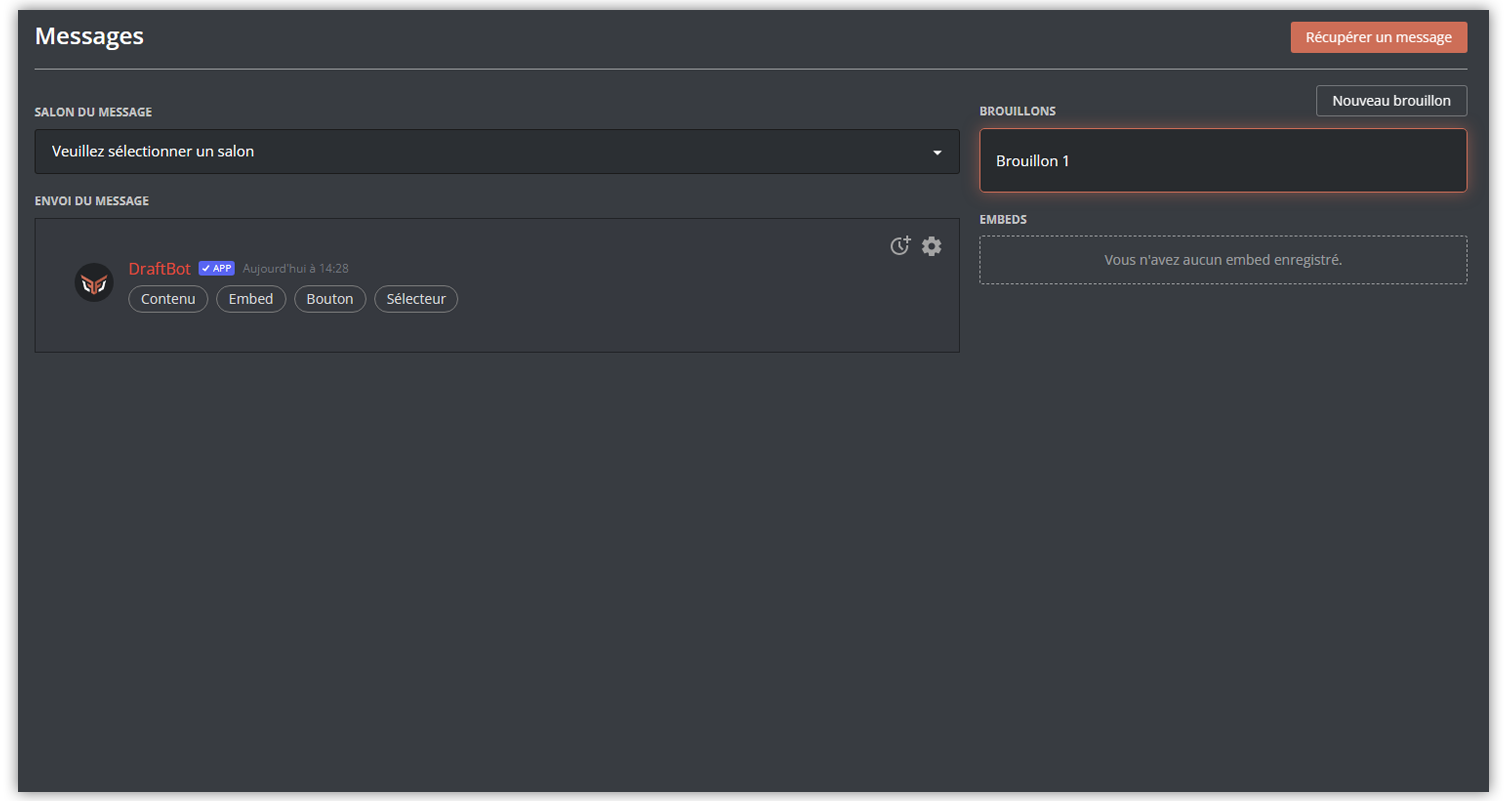 Messages
Récupérer un message
SALON DU MESSAGE
Veuillez sélectionner un salon
ENVOI DU MESSAGE
DraftBot ✓ APP Aujourd'hui à 14:28
Contenu Embed Bouton Sélecteur
BROUILLONS
Nouveau brouillon
Brouillon 1
EMBEDS
Vous n'avez aucun embed enregistré.